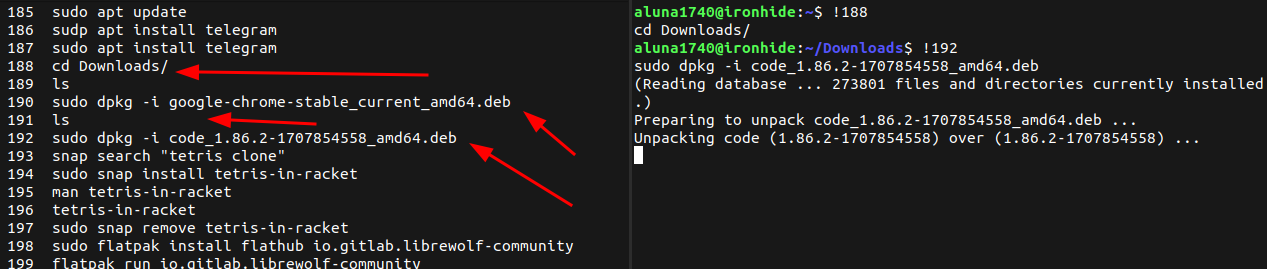 185 sudo apt update
186 sudp apt install telegram
187 sudo apt install telegram
188 cd Downloads/
189 ls
190 sudo dpkg -i google-chrome-stable_current_amd64.deb
191 ls
192 sudo dpkg -i code_1.86.2-1707854558_amd64.deb
193 snap search "tetris clone"
194 sudo snap install tetris-in-racket
195 man tetris-in-racket
196 tetris-in-racket
197 sudo snap remove tetris-in-racket
198 sudo flatpak install flathub io.gitlab.librewolf-community
199 flatpak run io.gitlab.librewolf-community
aluna1740@ironhide:~$ !188
cd Downloads/
aluna1740@ironhide:~/Downloads$ !192
sudo dpkg -i code_1.86.2-1707854558_amd64.deb
(Reading database ... 273801 files and directories currently installed
.)
Preparing to unpack code_1.86.2-1707854558_amd64.deb ...
Unpacking code (1.86.2-1707854558) over (1.86.2-1707854558) ...